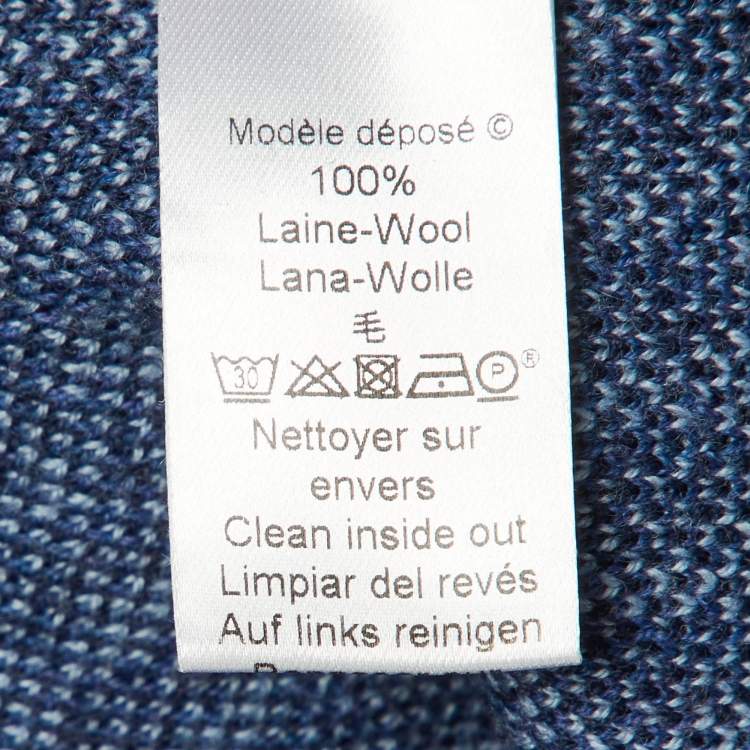 Modèle déposé ©
100%
Laine-Wool
Lana-Wolle
毛
30 P ®
Nettoyer sur
envers
Clean inside out
Limpiar del revés
Auf links reinigen